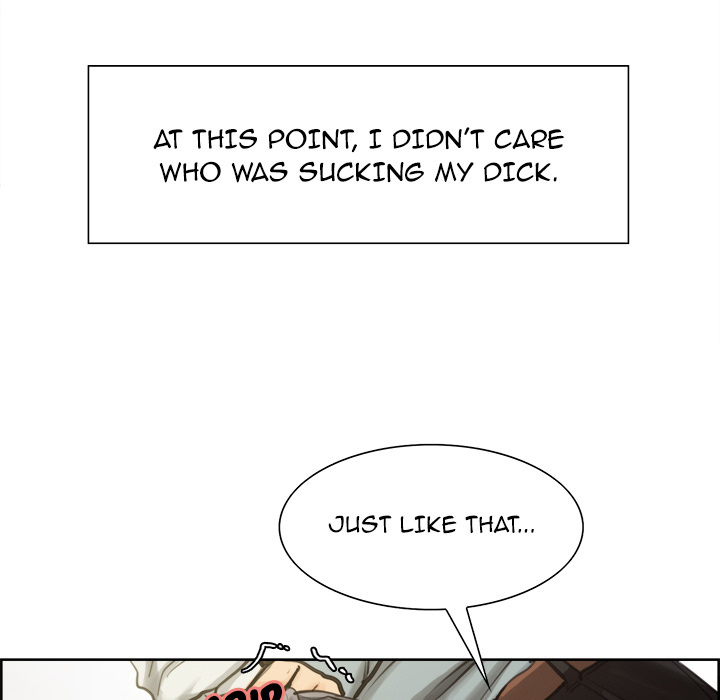 AT THIS POINT, I DIDN'T CARE
WHO WAS SUCKING MY DICK.
JUST LIKE THAT...